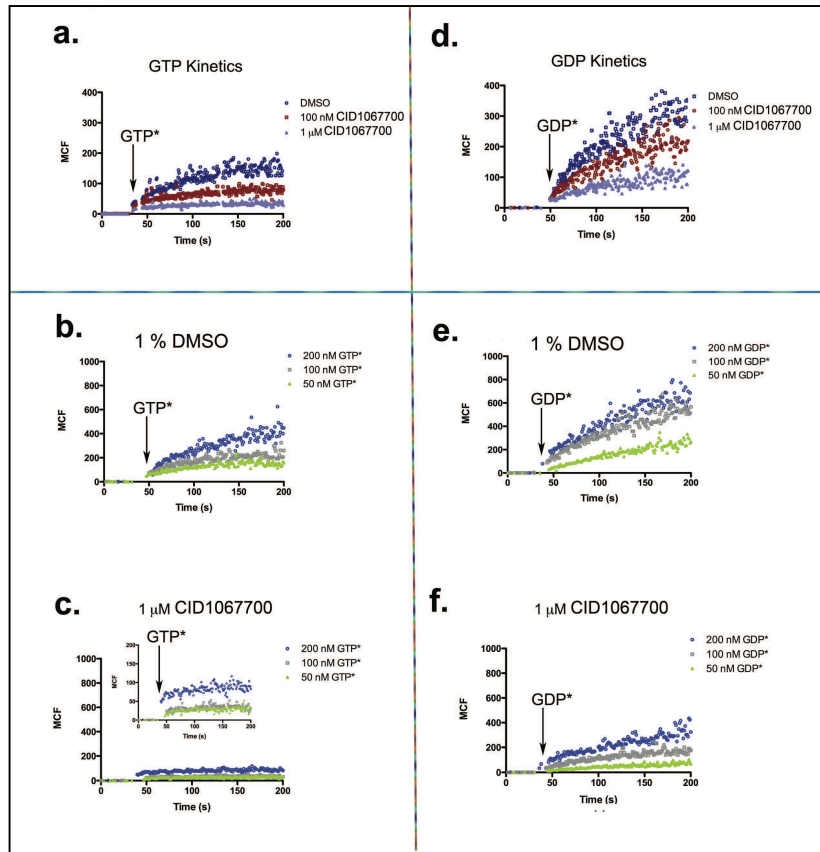 a.
GTP Kinetics
400
300
200
100
0
MCF
0 50 100 150 200
Time (s)
GTP*
DMSO
100 nM CID1067700
1 μM CID1067700
d.
GDP Kinetics
400
300
200
100
0
MCF
0 50 100 150 200
Time (s)
GDP*
DMSO
100 nM CID1067700
1 μM CID1067700
b.
1 % DMSO
1000
800
600
400
200
0
MCF
0 50 100 150 200
Time (s)
GTP*
200 nM GTP*
100 nM GTP*
50 nM GTP*
e.
1 % DMSO
1000
800
600
400
200
0
MCF
0 50 100 150 200
Time (s)
GDP*
200 nM GDP*
100 nM GDP*
50 nM GDP*
c.
1 μM CID1067700
GTP*
200
150
100
50
0
MCF
0 50 100 150 200
Time (s)
200 nM GTP*
100 nM GTP*
50 nM GTP*
1000
800
600
400
200
0
MCF
0 50 100 150 200
Time (s)
f.
1 μM CID1067700
1000
800
600
400
200
0
MCF
0 50 100 150 200
Time (s)
GDP*
200 nM GDP*
100 nM GDP*
50 nM GDP*